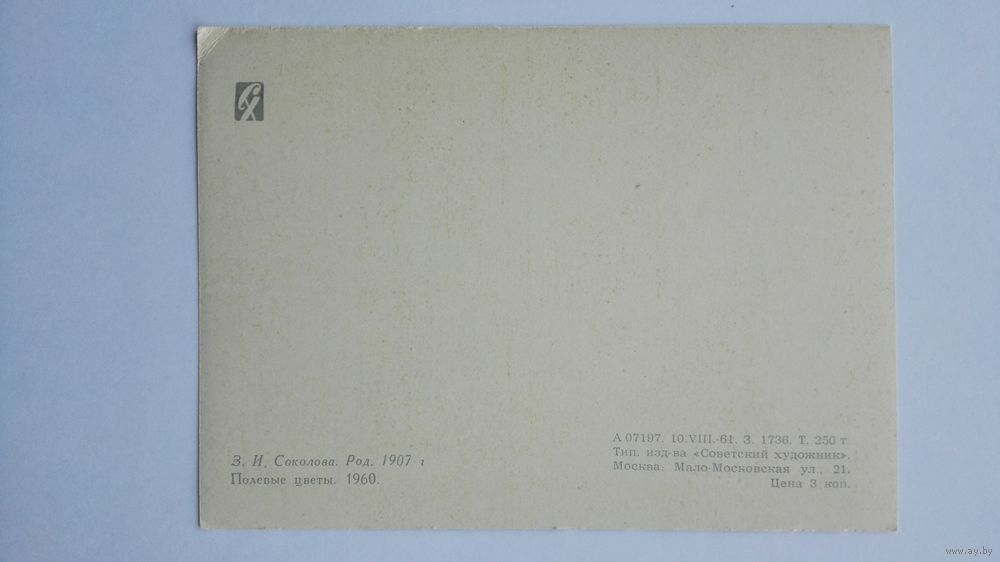 СХ
З. И. Соколова. Род. 1907 г
Полевые цветы. 1960.
А 07197. 10.VIII.-61. З. 1736. Т. 250 т.
Тип. изд-ва «Советский художник».
Москва: Мало-Московская ул., 21.
Цена 3 коп.
www.ay.by